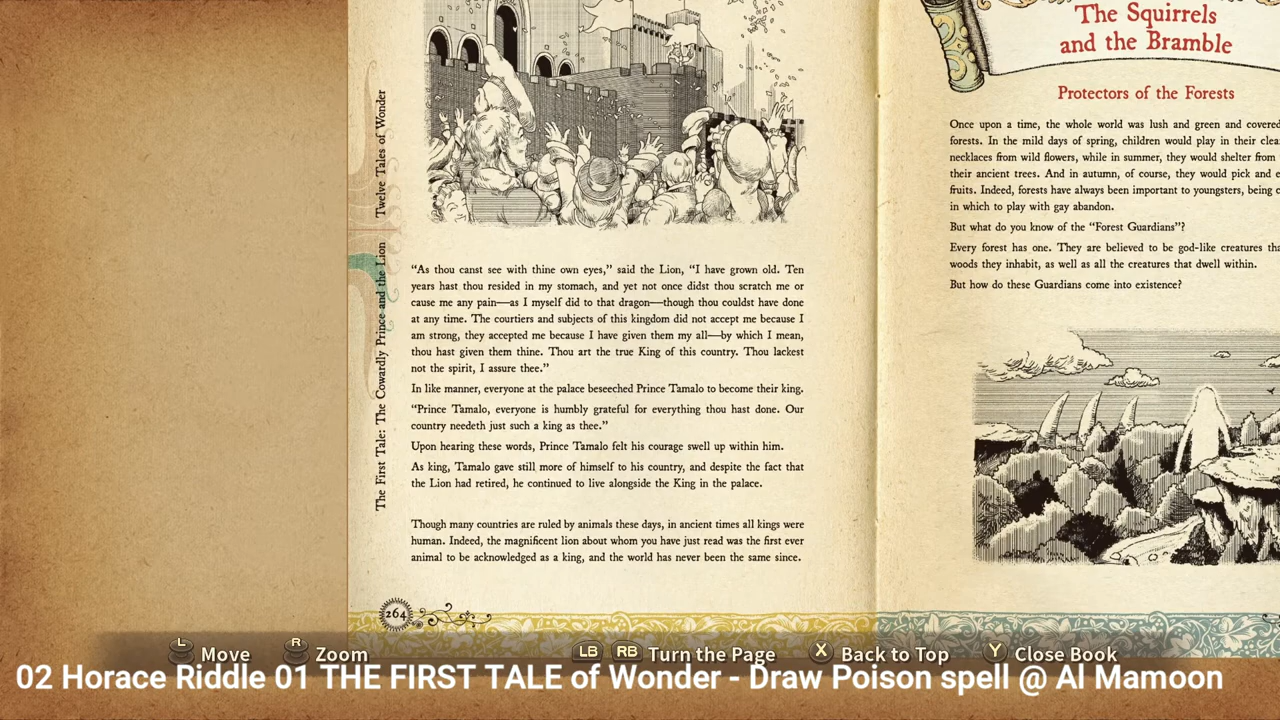 Twelve Tales of Wonder
The First Tale: The Cowardly Prince and the Lion
“As thou canst see with thine own eyes,” said the Lion, “I have grown old. Ten
years hast thou resided in my stomach, and yet not once didst thou scratch me or
cause me any pain—as I myself did to that dragon—though thou couldst have done
at any time. The courtiers and subjects of this kingdom did not accept me because I
am strong, they accepted me because I have given them my all—by which I mean,
thou hast given them thine. Thou art the true King of this country. Thou lackest
not the spirit, I assure thee.”
In like manner, everyone at the palace beseeched Prince Tamalo to become their king.
“Prince Tamalo, everyone is humbly grateful for everything thou hast done. Our
country needeth just such a king as thee.”
Upon hearing these words, Prince Tamalo felt his courage swell up within him.
As king, Tamalo gave still more of himself to his country, and despite the fact that
the Lion had retired, he continued to live alongside the King in the palace.
Though many countries are ruled by animals these days, in ancient times all kings were
human. Indeed, the magnificent lion about whom you have just read was the first ever
animal to be acknowledged as a king, and the world has never been the same since.
264
The Squirrels
and the Bramble
Protectors of the Forests
Once upon a time, the whole world was lush and green and covered
forests. In the mild days of spring, children would play in their
necklaces from wild flowers, while in summer, they would shelter from
their ancient trees. And in autumn, of course, they would pick and
fruits. Indeed, forests have always been important to youngsters, being
in which to play with gay abandon.
But what do you know of the “Forest Guardians”?
Every forest has one. They are believed to be god-like creatures
woods they inhabit, as well as all the creatures that dwell within.
But how do these Guardians come into existence?
L Move R Zoom LB RB Turn the Page X Back to Top Y Close Book
02 Horace Riddle 01 THE FIRST TALE of Wonder - Draw Poison spell @ Al Mamoon